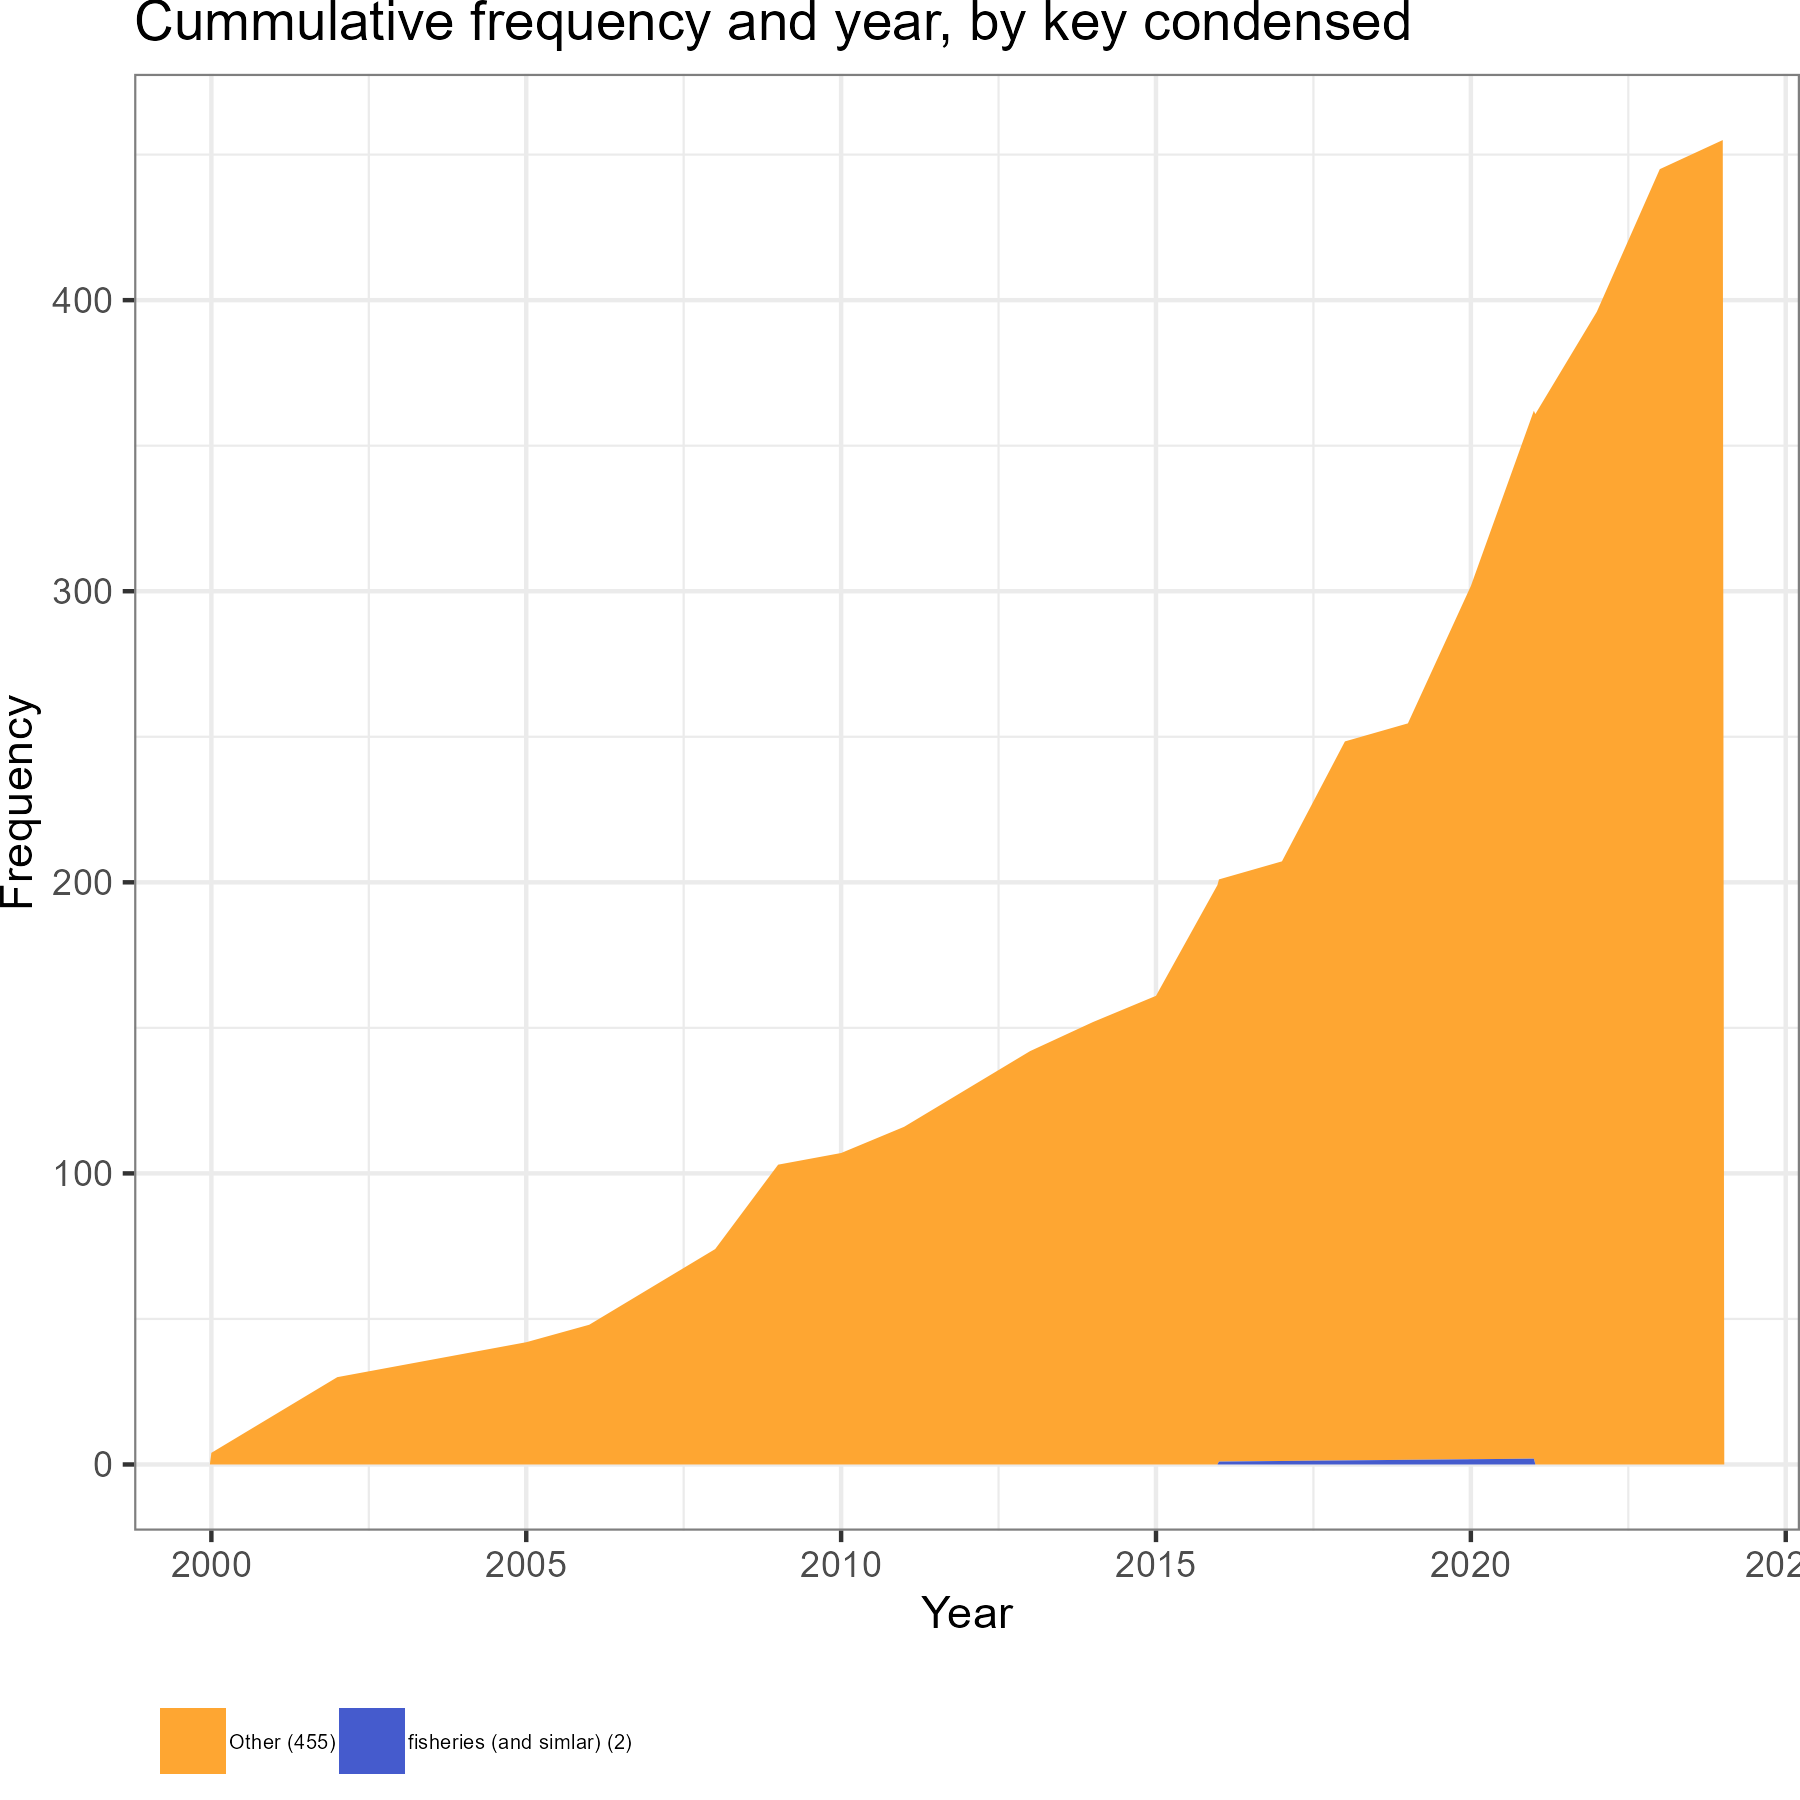 Cummulative frequency and year, by key condensed
400
300
200
100
0
Frequency
2000 2005 2010 2015 2020 202
Year
Other (455) fisheries (and simlar) (2)